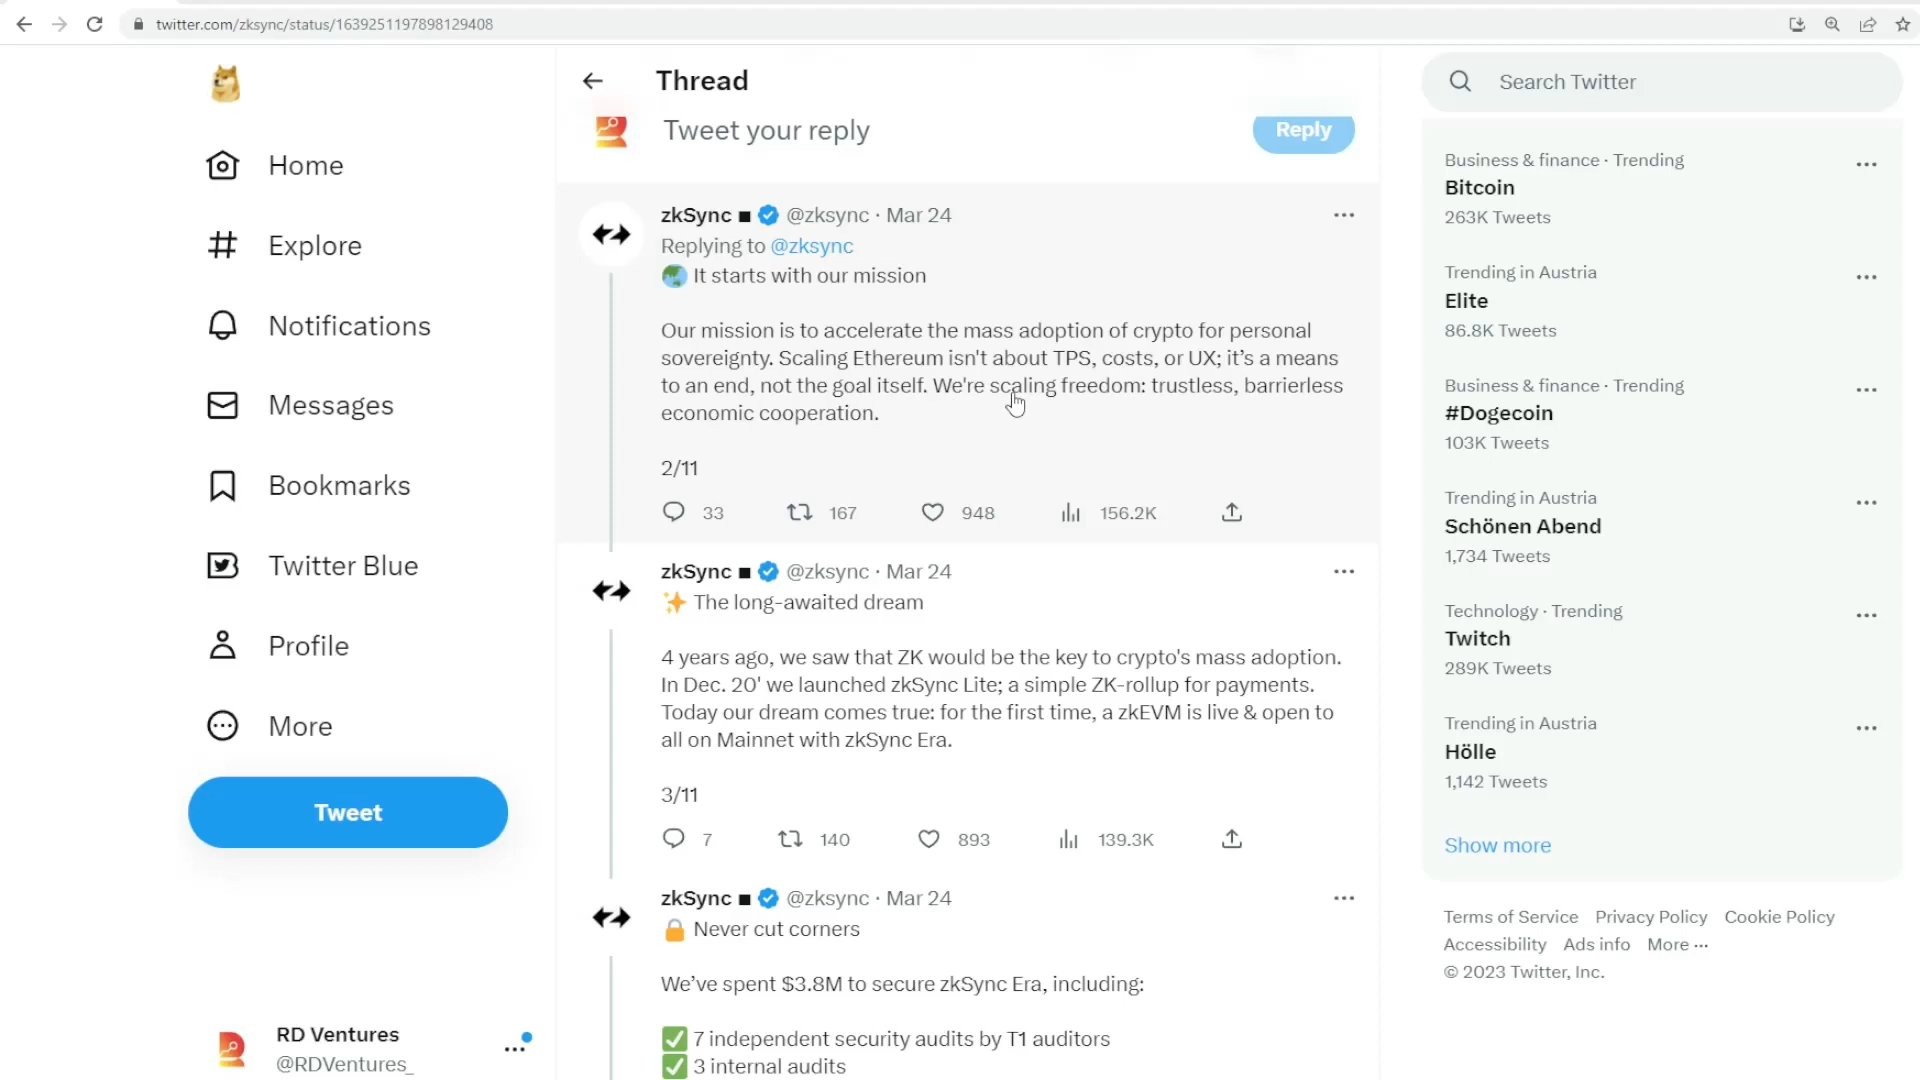 twitter.com/zksync/status/1639251197898129408
Home
Explore
Notifications
Messages
Bookmarks
Twitter Blue
Profile
More
Tweet
RD Ventures
@RDVentures_
Thread
Tweet your reply
Reply
zkSync ∎ @zksync · Mar 24
Replying to @zksync
It starts with our mission
Our mission is to accelerate the mass adoption of crypto for personal
sovereignty. Scaling Ethereum isn't about TPS, costs, or UX; it’s a means
to an end, not the goal itself. We're scaling freedom: trustless, barrierless
economic cooperation.
2/11
33 167 948 156.2K
zkSync ∎ @zksync · Mar 24
✨ The long-awaited dream
4 years ago, we saw that ZK would be the key to crypto's mass adoption.
In Dec. 20' we launched zkSync Lite; a simple ZK-rollup for payments.
Today our dream comes true: for the first time, a zkEVM is live & open to
all on Mainnet with zkSync Era.
3/11
7 140 893 139.3K
zkSync ∎ @zksync · Mar 24
🔒 Never cut corners
We’ve spent $3.8M to secure zkSync Era, including:
✅ 7 independent security audits by T1 auditors
✅ 3 internal audits
Search Twitter
Business & finance · Trending
Bitcoin
263K Tweets
Trending in Austria
Elite
86.8K Tweets
Business & finance · Trending
#Dogecoin
103K Tweets
Trending in Austria
Schönen Abend
1,734 Tweets
Technology · Trending
Twitch
289K Tweets
Trending in Austria
Hölle
1,142 Tweets
Show more
Terms of Service Privacy Policy Cookie Policy
Accessibility Ads info More ···
© 2023 Twitter, Inc.